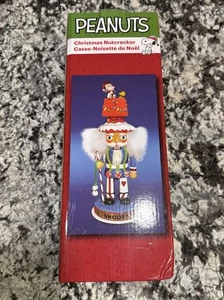 PEANUTS
Christmas Nutcracker
Casse-Noisette de Noël
SNOOPY